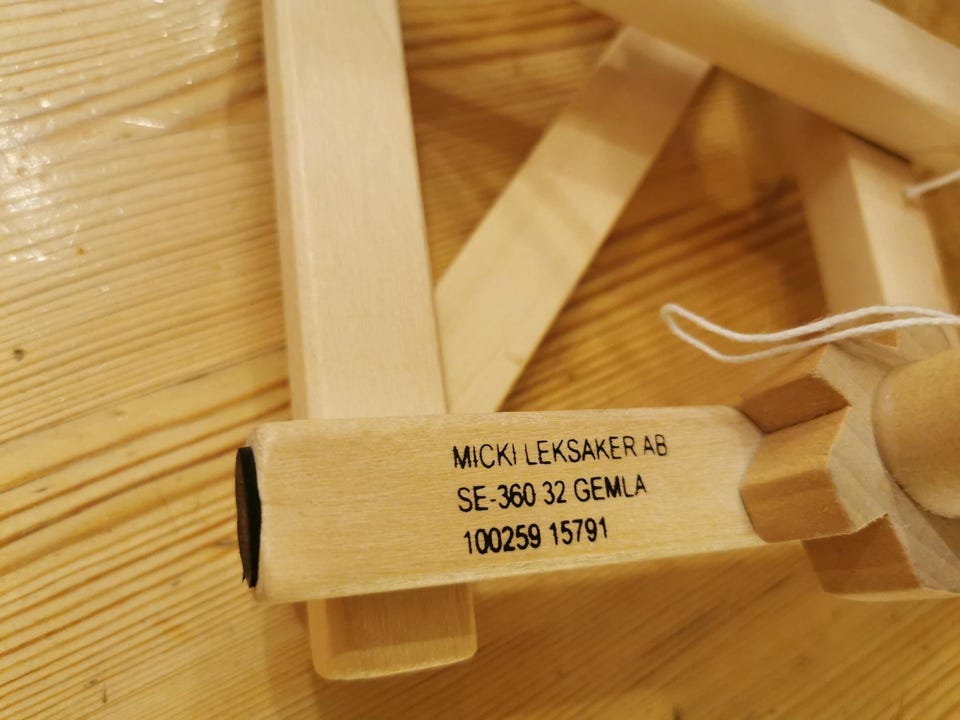 MICKI LEKSAKER AB
SE-360 32 GEMLA
100259 15791